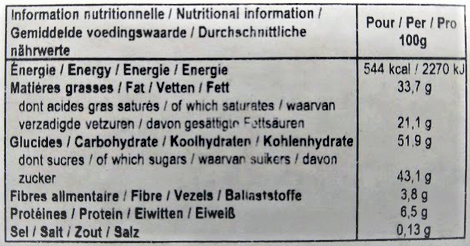 Information nutritionnelle / Nutritional information /
Gemiddelde voedingswaarde / Durchschnittliche
nährwerte
Pour / Per / Pro
100g
Énergie / Energy / Energie / Energie 544 kcal / 2270 kJ
Matières grasses / Fat / Vetten / Fett 33,7 g
dont acides gras saturés / of which saturates / waarvan
verzadigde vetzuren / davon gesättigte Fettsäuren 21,1 g
Glucides / Carbohydrate / Koolhydraten / Kohlenhydrate 51.9 g
dont sucres / of which sugars / waarvan suikers / davon
zucker 43,1 g
Fibres alimentaire / Fibre / Vezels / Ballaststoffe 3,8 g
Protéines / Protein / Eiwitten / Eiweiß 6,5 g
Sel / Salt / Zout / Salz 0,13 g